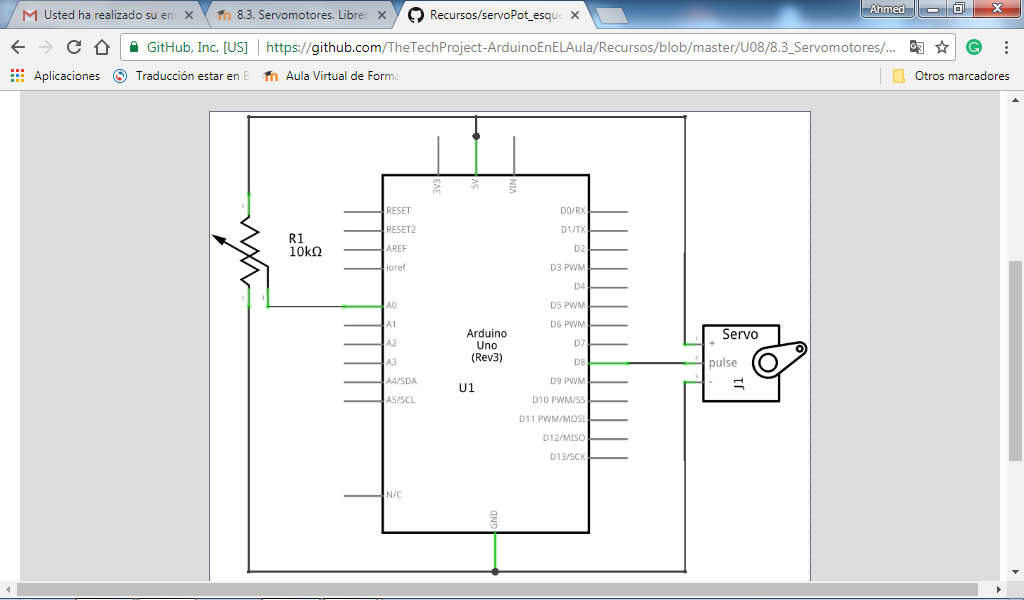 Usted ha realizado su en
8.3. Servomotores. Librer
Recursos/servoPot_esqu
Ahmed
GitHub, Inc. [US]
https://github.com/TheTechProject-ArduinoEnELAula/Recursos/blob/master/U08/8.3_Servomotores/...
Aplicaciones
Traducción estar en E
Aula Virtual de Forma
Otros marcadores
3V3
5V
VIN
RESET
RESET2
AREF
ioref
A0
A1
A2
A3
A4/SDA
A5/SCL
N/C
R1
10kΩ
Arduino
Uno
(Rev3)
U1
D0/RX
D1/TX
D2
D3 PWM
D4
D5 PWM
D6 PWM
D7
D8
D9 PWM
D10 PWM/SS
D11 PWM/MOSI
D12/MISO
D13/SCK
GND
Servo
+
pulse
-
J1